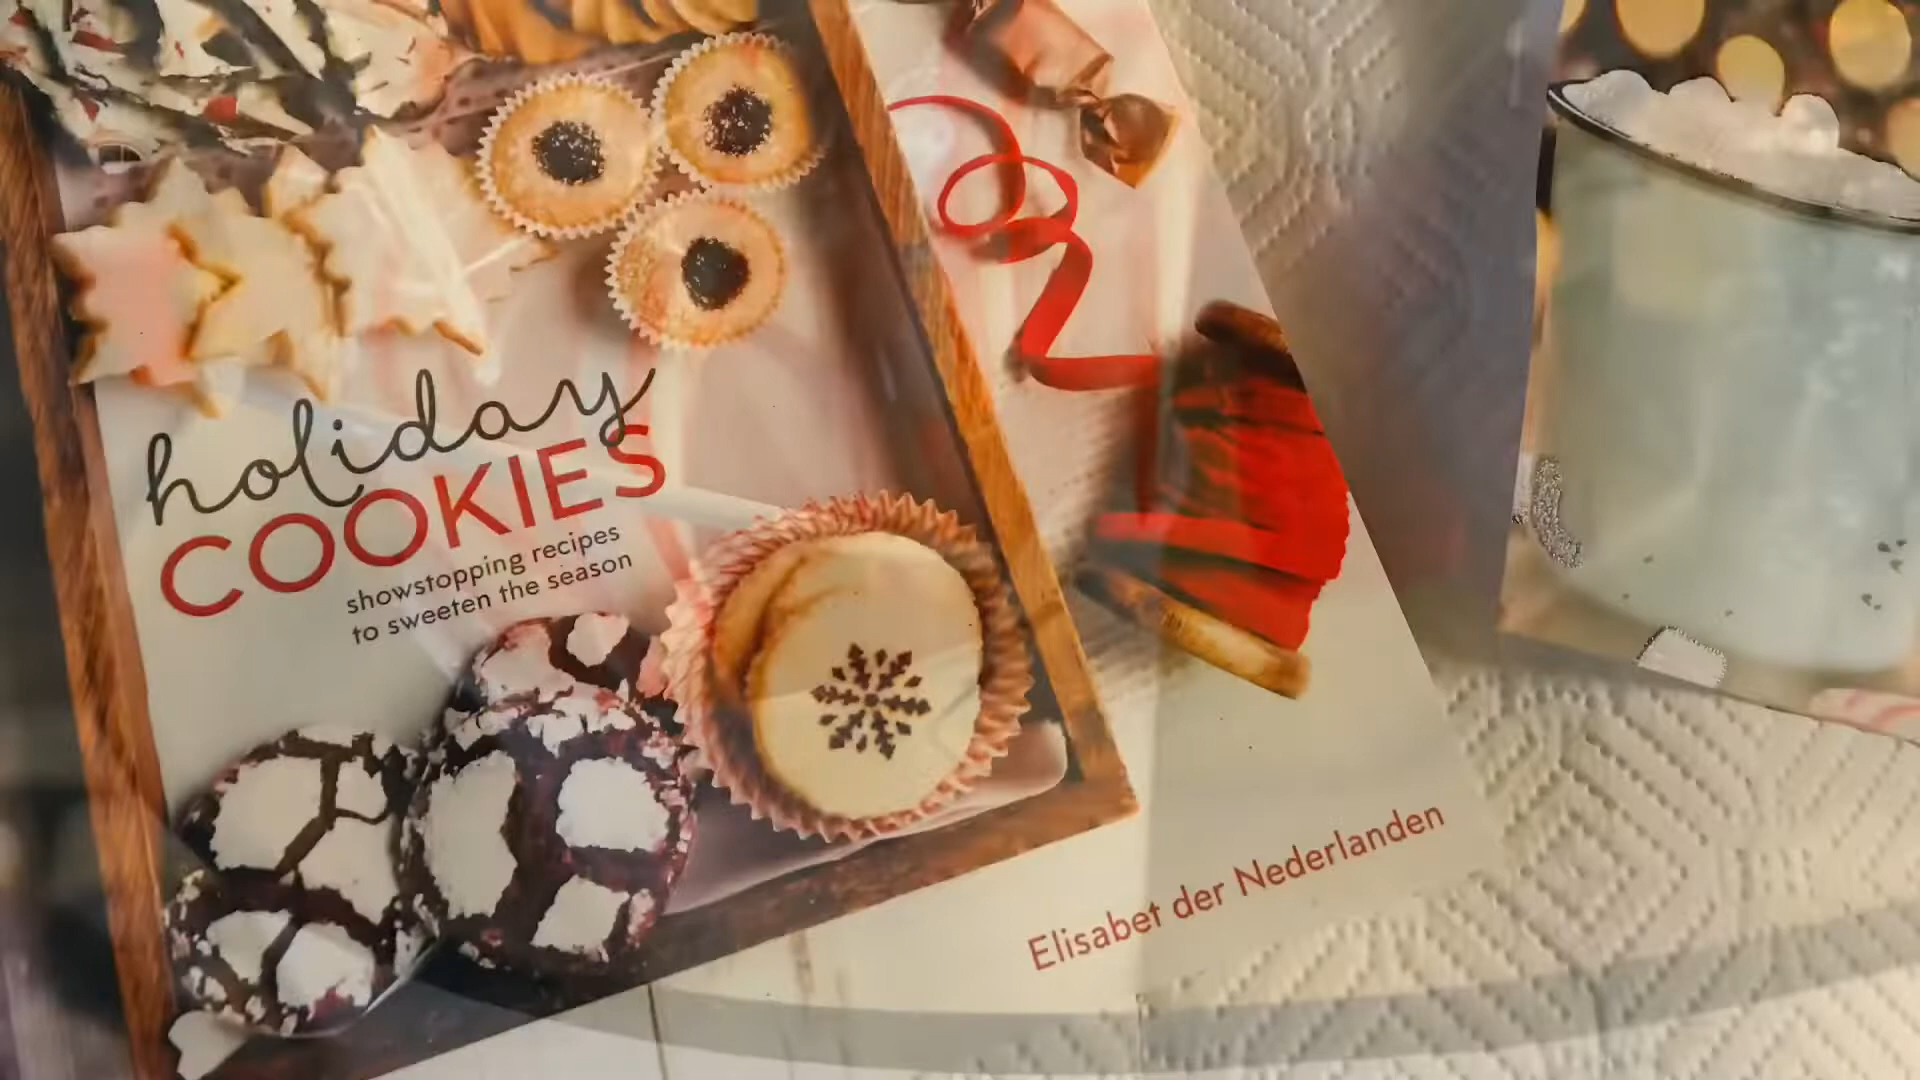 holiday
COOKIES
showstopping recipes
to sweeten the season
Elisabet der Nederlanden